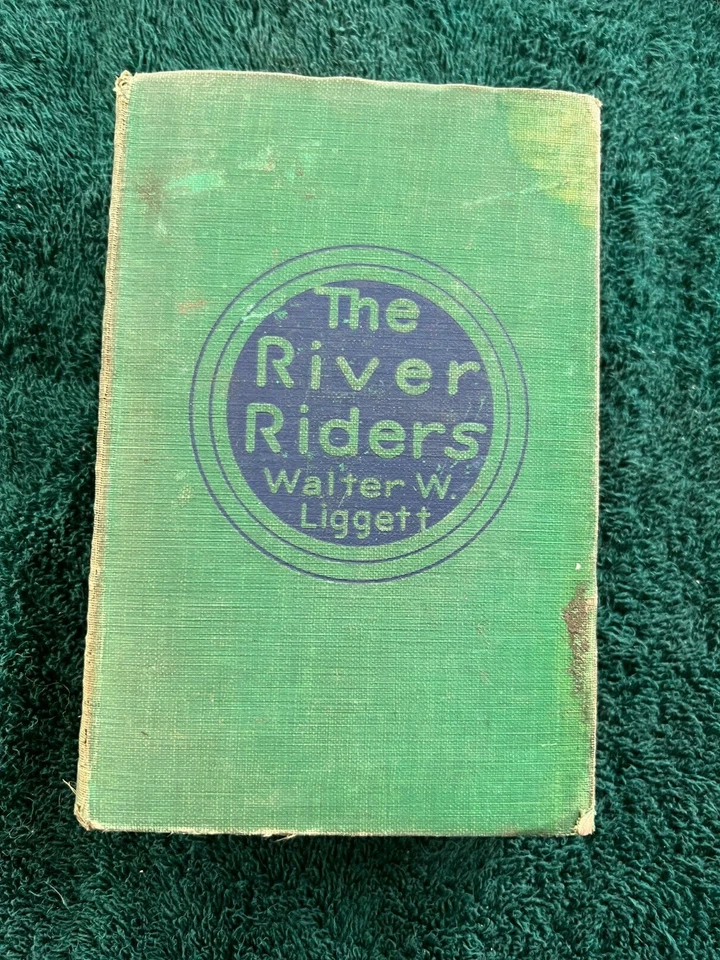 The
River
Riders
Walter W.
Liggett